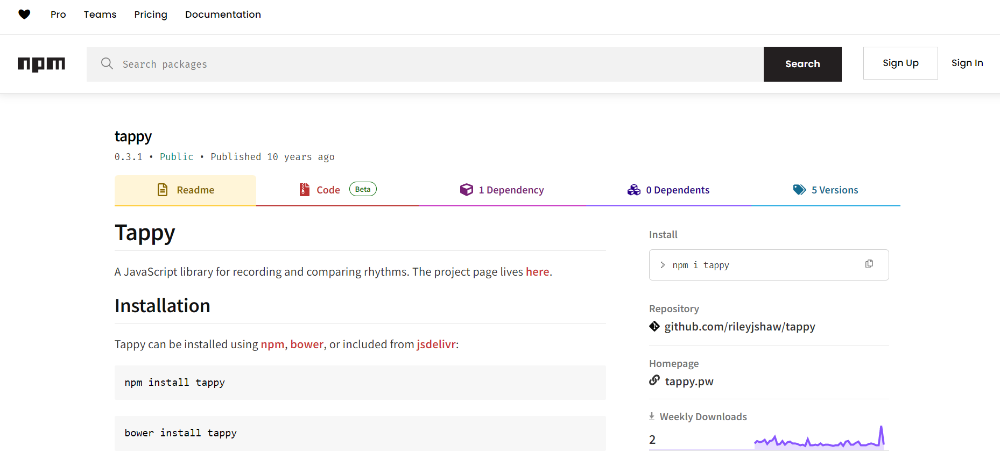 Pro Teams Pricing Documentation
npm Search packages Search Sign Up Sign In
tappy
0.3.1 • Public • Published 10 years ago
Readme Code Beta 1 Dependency 0 Dependents 5 Versions
Tappy
A JavaScript library for recording and comparing rhythms. The project page lives here.
Installation
Tappy can be installed using npm, bower, or included from jsdelivr:
npm install tappy
bower install tappy
Install
> npm i tappy
Repository
github.com/rileyjshaw/tappy
Homepage
tappy.pw
Weekly Downloads
2